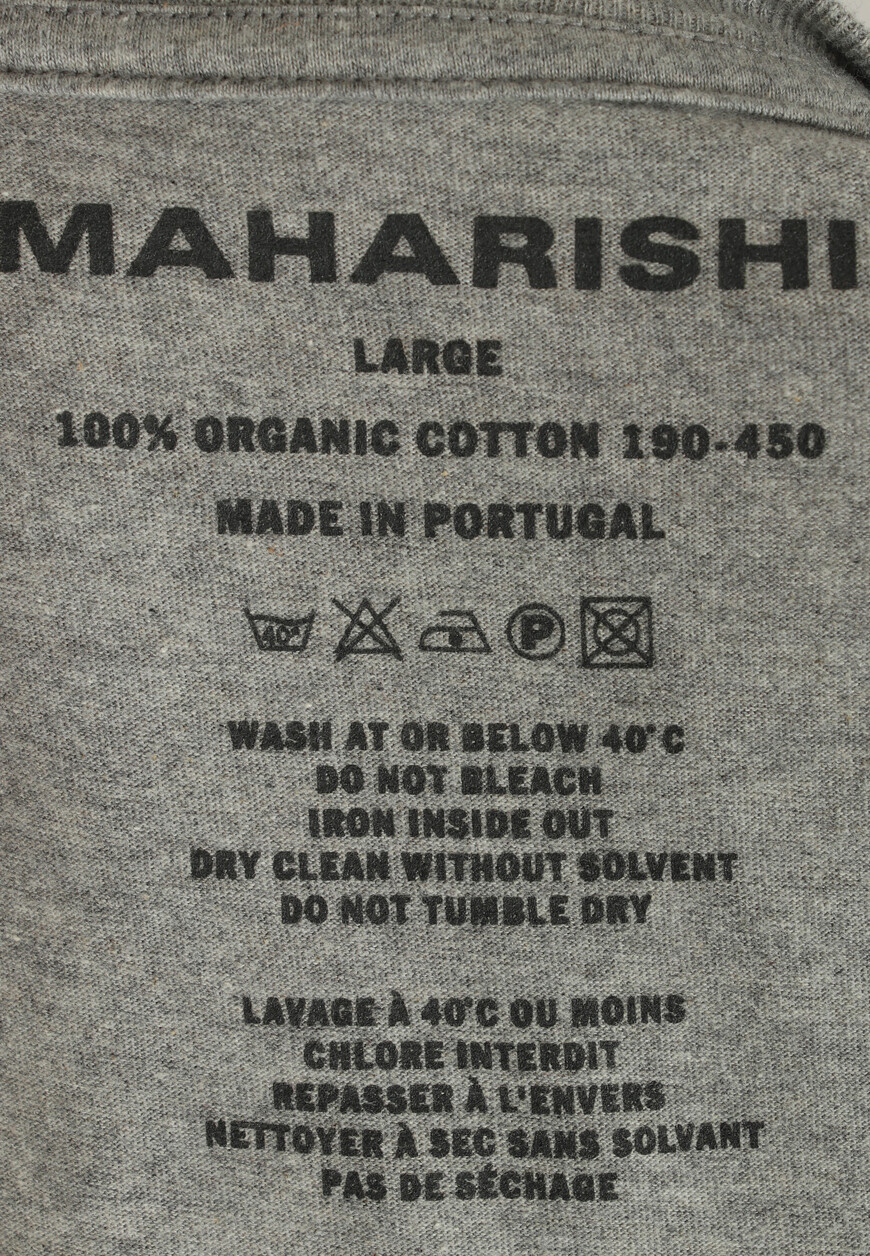 MAHARISHI
LARGE
100% ORGANIC COTTON 190-450
MADE IN PORTUGAL
40° P
WASH AT OR BELOW 40°C
DO NOT BLEACH
IRON INSIDE OUT
DRY CLEAN WITHOUT SOLVENT
DO NOT TUMBLE DRY
LAVAGE À 40°C OU MOINS
CHLORE INTERDIT
REPASSER À L'ENVERS
NETTOYER À SEC SANS SOLVANT
PAS DE SÉCHAGE